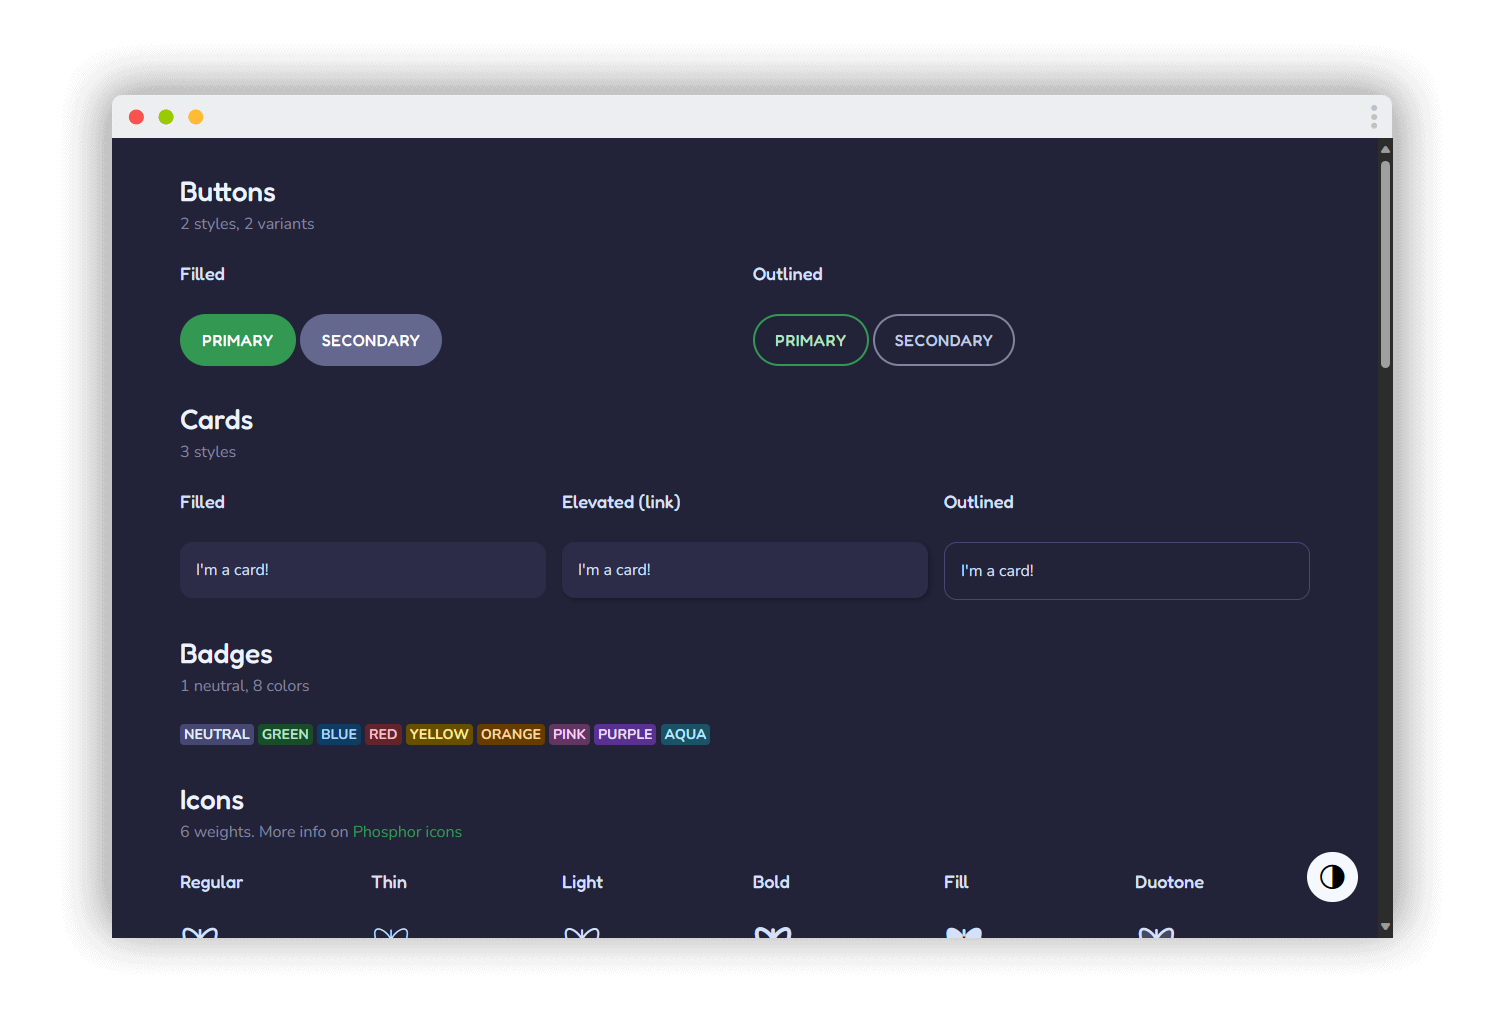 Buttons
2 styles, 2 variants
Filled
Outlined
PRIMARY SECONDARY
PRIMARY SECONDARY
Cards
3 styles
Filled
Elevated (link)
Outlined
I'm a card!
I'm a card!
I'm a card!
Badges
1 neutral, 8 colors
NEUTRAL GREEN BLUE RED YELLOW ORANGE PINK PURPLE AQUA
Icons
6 weights. More info on Phosphor icons
Regular
Thin
Light
Bold
Fill
Duotone